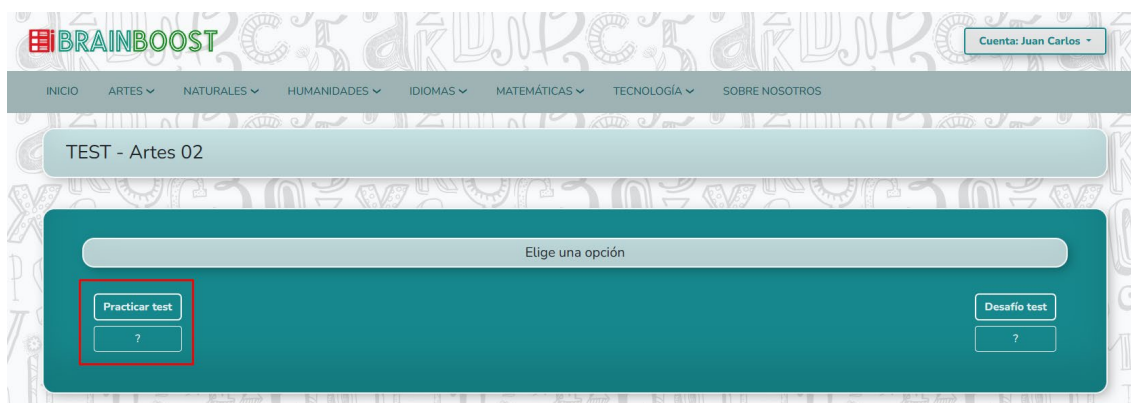 BRAINBOOST
Cuenta: Juan Carlos
INICIO ARTES NATURALES HUMANIDADES IDIOMAS MATEMÁTICAS TECNOLOGÍA SOBRE NOSOTROS
TEST - Artes 02
Elige una opción
Practicar test Desafío test
? ?